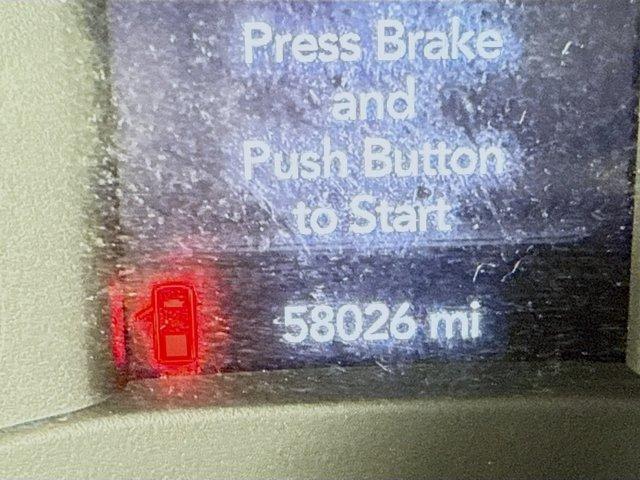 Press Brake
and
Push Button
to Start
58026 mi